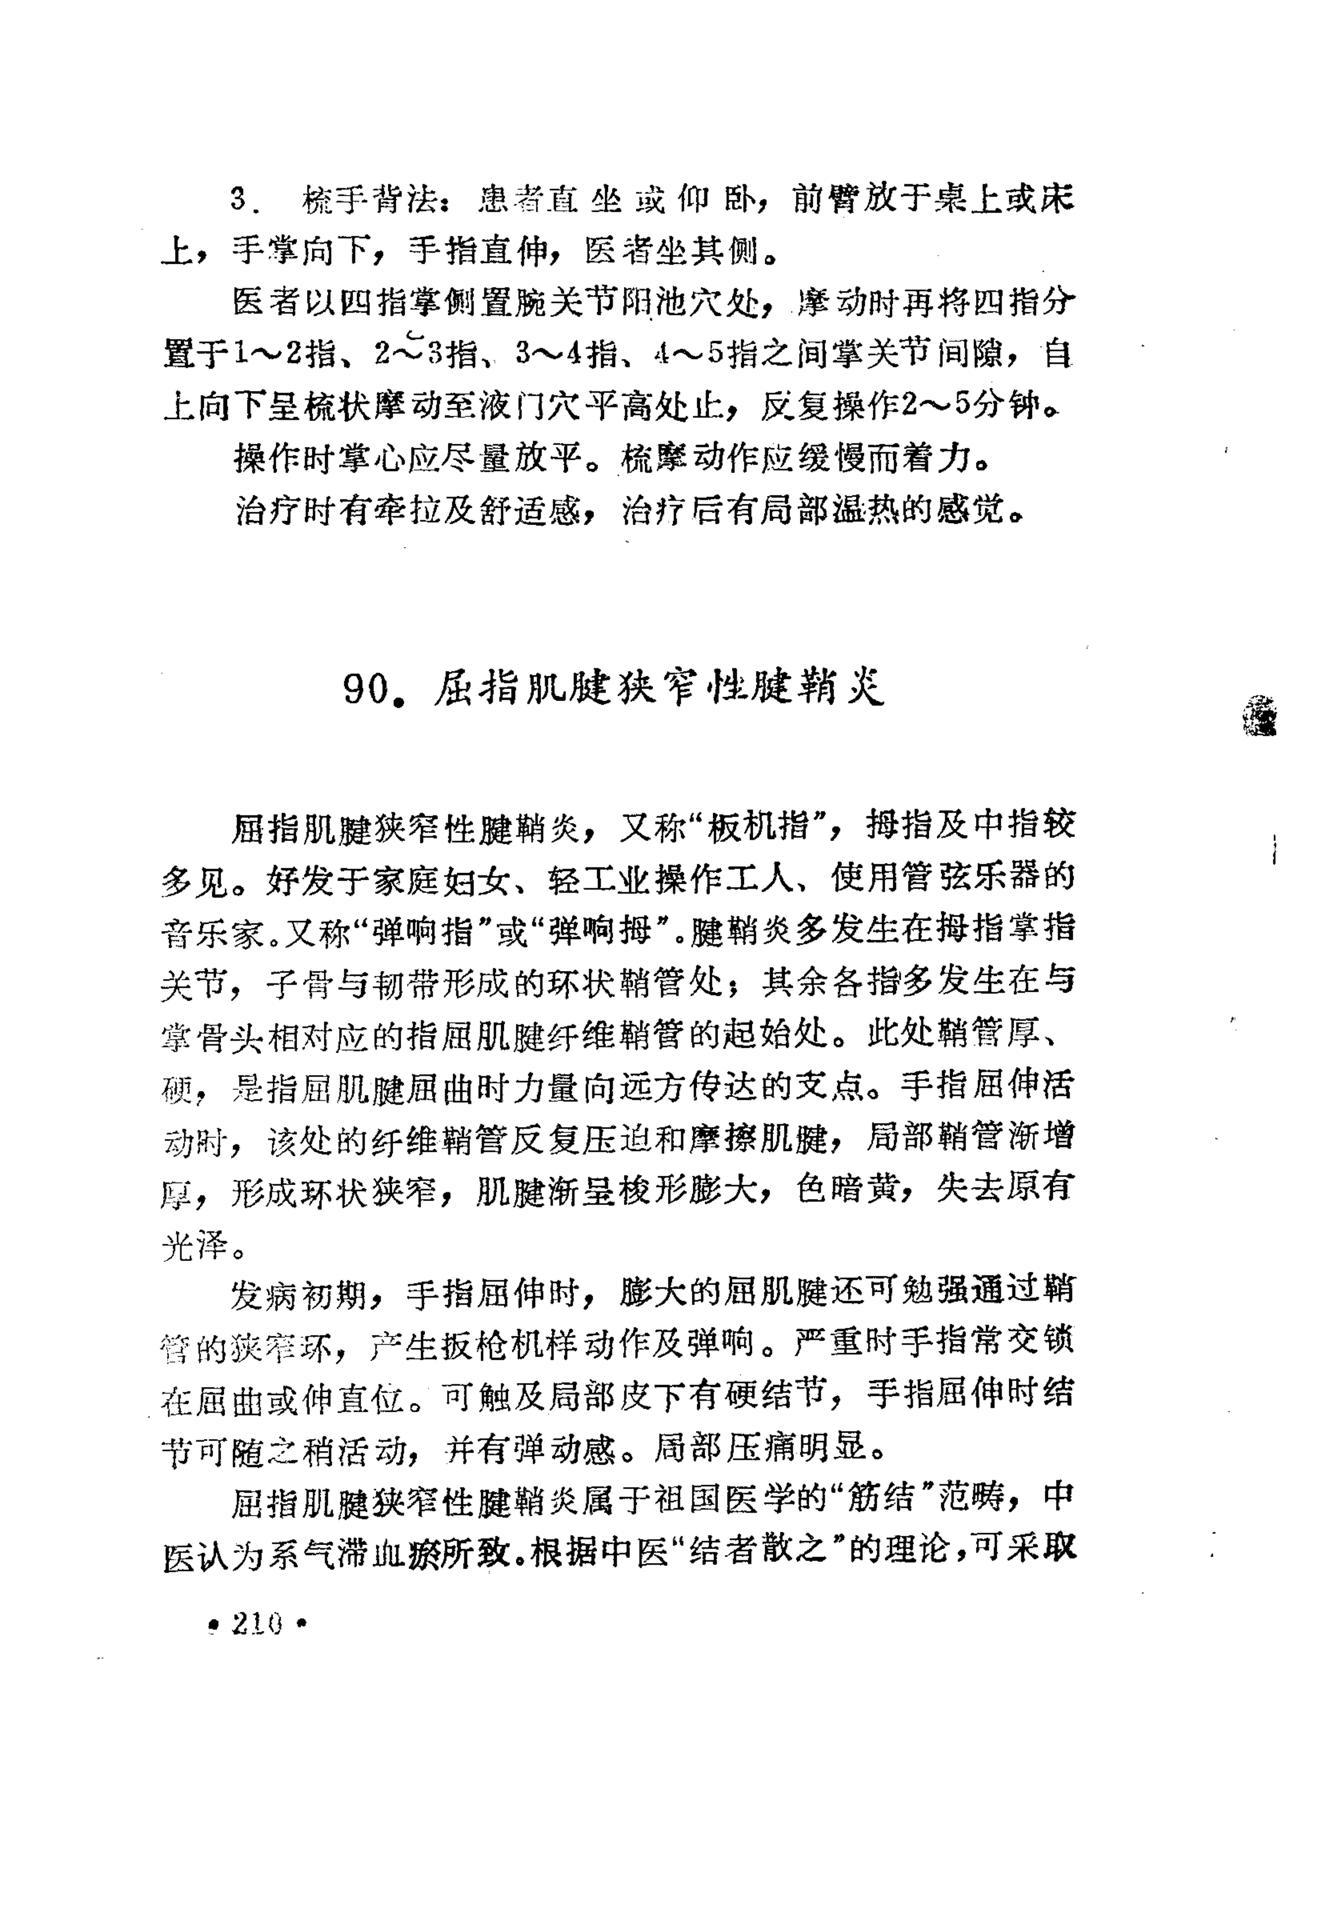 3. 梳手背法：患者直坐或仰卧，前臂放于桌上或床
上，手掌向下，手指直伸，医者坐其侧。
医者以四指掌侧置腕关节阳池穴处，摩动时再将四指分
置于1～2指、2～3指、3～4指、4～5指之间掌关节间隙，自
上向下呈梳状摩动至液门穴平高处止，反复操作2～5分钟。
操作时掌心应尽量放平。梳摩动作应缓慢而着力。
治疗时有牵拉及舒适感，治疗后有局部温热的感觉。
90. 屈指肌腱狭窄性腱鞘炎
屈指肌腱狭窄性腱鞘炎，又称“板机指”，拇指及中指较
多见。好发于家庭妇女、轻工业操作工人、使用管弦乐器的
音乐家。又称“弹响指”或“弹响拇”。腱鞘炎多发生在拇指掌指
关节，子骨与韧带形成的环状鞘管处；其余各指多发生在与
掌骨头相对应的指屈肌腱纤维鞘管的起始处。此处鞘管厚、
硬，是指屈肌腱屈曲时力量向远方传达的支点。手指屈伸活
动时，该处的纤维鞘管反复压迫和摩擦肌腱，局部鞘管渐增
厚，形成环状狭窄，肌腱渐呈梭形膨大，色暗黄，失去原有
光泽。
发病初期，手指屈伸时，膨大的屈肌腱还可勉强通过鞘
管的狭窄环，产生扳枪机样动作及弹响。严重时手指常交锁
在屈曲或伸直位。可触及局部皮下有硬结节，手指屈伸时结
节可随之稍活动，并有弹动感。局部压痛明显。
屈指肌腱狭窄性腱鞘炎属于祖国医学的“筋结”范畴，中
医认为系气滞血瘀所致。根据中医“结者散之”的理论，可采取
• 210 •